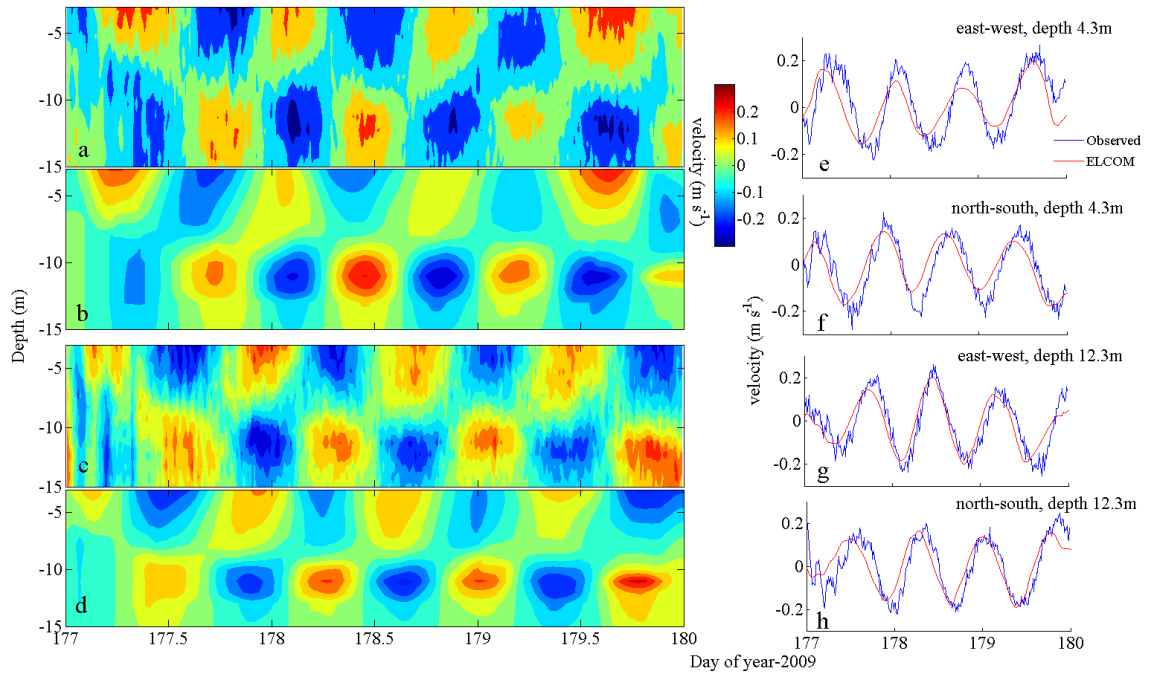 -5
-10
-15
a
-5
-10
-15
b
-5
-10
-15
c
-5
-10
-15
d
Depth (m)
177
177.5
178
178.5
179
179.5
180
Day of year-2009
0.2
0.1
0
-0.1
-0.2
velocity (m s⁻¹)
east-west, depth 4.3m
0.2
0
-0.2
e
Observed
ELCOM
north-south, depth 4.3m
0.2
0
-0.2
f
velocity (m s⁻¹)
east-west, depth 12.3m
0.2
0
-0.2
g
north-south, depth 12.3m
0.2
0
-0.2
h
177
178
179
180